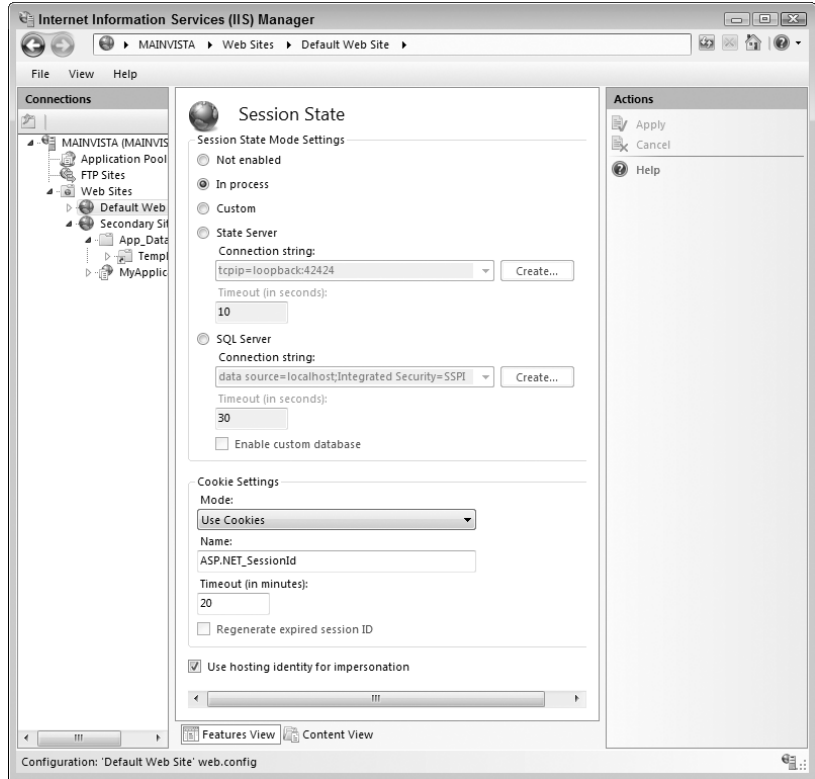 Internet Information Services (IIS) Manager
MAINVISTA Web Sites Default Web Site
File View Help
Connections
MAINVISTA (MAINVIS
Application Pool
FTP Sites
Web Sites
Default Web
Secondary Sit
App_Data
Templ
MyApplic
Session State
Session State Mode Settings
Not enabled
In process
Custom
State Server
Connection string:
tcpip=loopback:42424
Create...
Timeout (in seconds):
10
SQL Server
Connection string:
data source=localhost;Integrated Security=SSPI
Create...
Timeout (in seconds):
30
Enable custom database
Cookie Settings
Mode:
Use Cookies
Name:
ASP.NET_SessionId
Timeout (in minutes):
20
Regenerate expired session ID
Use hosting identity for impersonation
Features View Content View
Actions
Apply
Cancel
Help
Configuration: 'Default Web Site' web.config